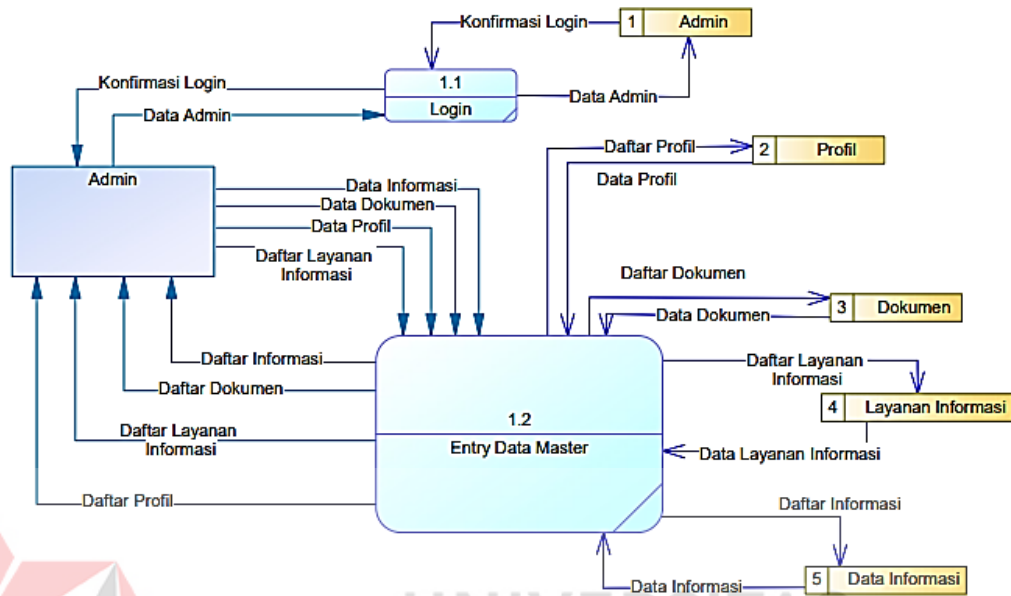 Konfirmasi Login
1 Admin
1.1
Login
Konfirmasi Login
Data Admin
Data Admin
Admin
Daftar Profil
2 Profil
Data Profil
Data Informasi
Data Dokumen
Data Profil
Daftar Layanan
Informasi
Daftar Dokumen
3 Dokumen
Data Dokumen
Daftar Informasi
Daftar Dokumen
Daftar Layanan
Informasi
Daftar Profil
1.2
Entry Data Master
Daftar Layanan
Informasi
4 Layanan Informasi
Data Layanan Informasi
Daftar Informasi
5 Data Informasi
Data Informasi